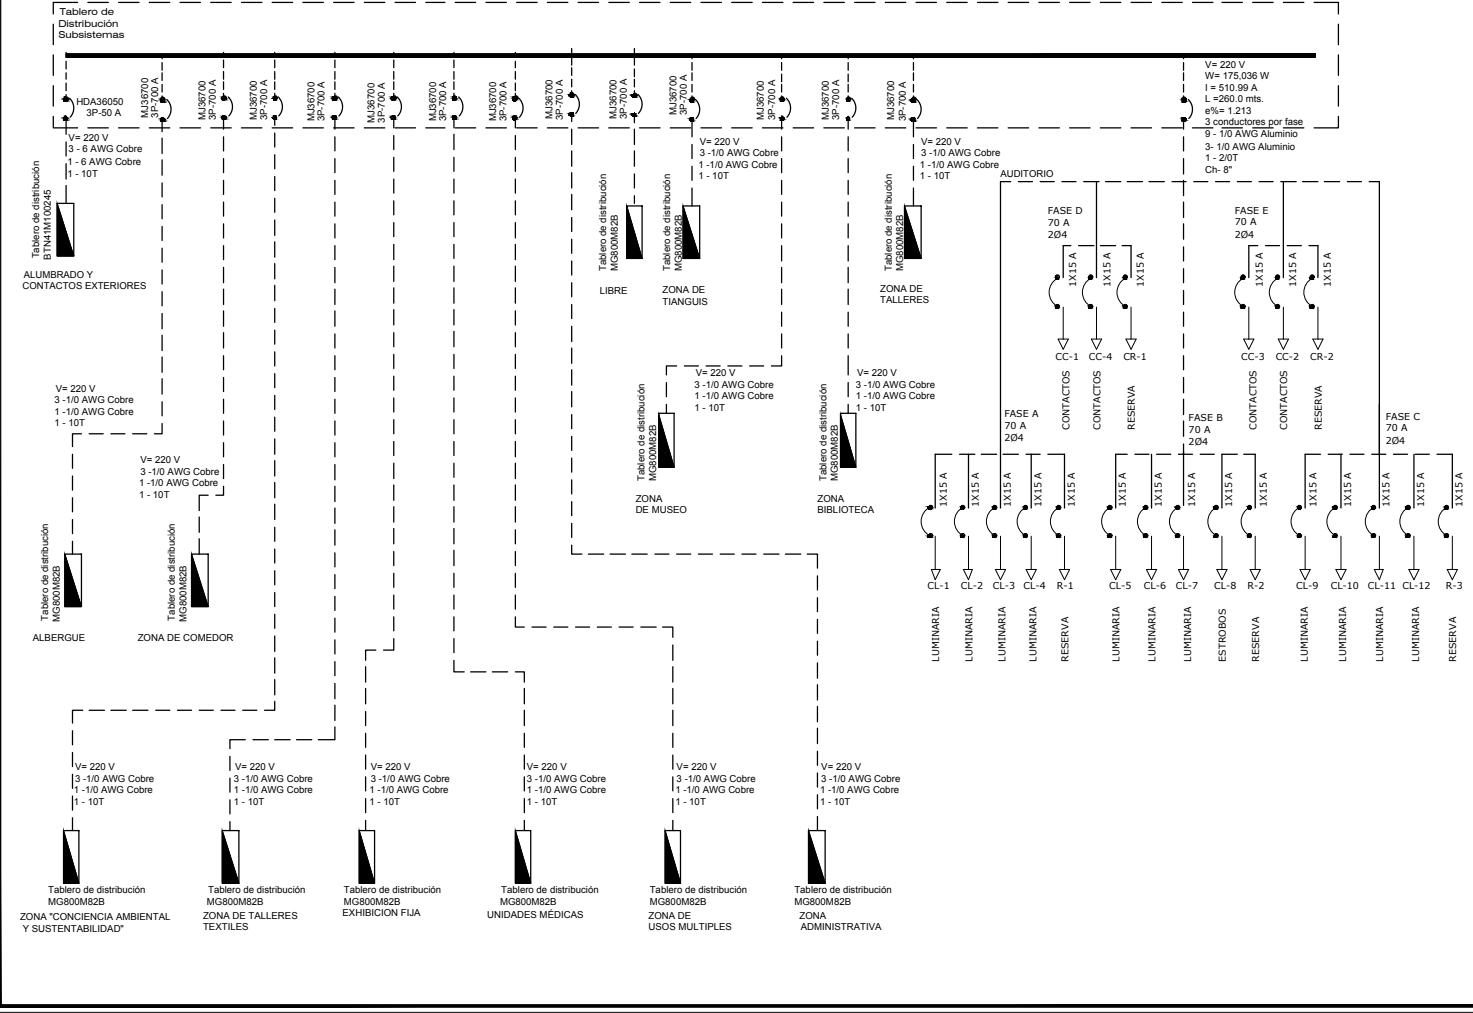 Tablero de
Distribución
Subsistemas
HDA36050
3P-50 A
MJ36700
3P-700 A
MJ36700
3P-700 A
MJ36700
3P-700 A
MJ36700
3P-700 A
MJ36700
3P-700 A
MJ36700
3P-700 A
MJ36700
3P-700 A
MJ36700
3P-700 A
MJ36700
3P-700 A
MJ36700
3P-700 A
MJ36700
3P-700 A
MJ36700
3P-700 A
MJ36700
3P-700 A
V= 220 V
W= 175,036 W
I = 510.99 A
L =260.0 mts.
e%= 1.213
3 conductores por fase
9 - 1/0 AWG Aluminio
3- 1/0 AWG Aluminio
1 - 2/0T
Ch- 8"
V= 220 V
3 - 6 AWG Cobre
1 - 6 AWG Cobre
1 - 10T
Tablero de distribución
BTN41M100245
ALUMBRADO Y
CONTACTOS EXTERIORES
Tablero de distribución
MG800M82B
LIBRE
V= 220 V
3 -1/0 AWG Cobre
1 -1/0 AWG Cobre
1 - 10T
Tablero de distribución
MG800M82B
ZONA DE
TIANGUIS
V= 220 V
3 -1/0 AWG Cobre
1 -1/0 AWG Cobre
1 - 10T
Tablero de distribución
MG800M82B
ZONA DE
TALLERES
V= 220 V
3 -1/0 AWG Cobre
1 -1/0 AWG Cobre
1 - 10T
Tablero de distribución
MG800M82B
ALBERGUE
V= 220 V
3 -1/0 AWG Cobre
1 -1/0 AWG Cobre
1 - 10T
Tablero de distribución
MG800M82B
ZONA DE COMEDOR
V= 220 V
3 -1/0 AWG Cobre
1 -1/0 AWG Cobre
1 - 10T
Tablero de distribución
MG800M82B
ZONA
DE MUSEO
V= 220 V
3 -1/0 AWG Cobre
1 -1/0 AWG Cobre
1 - 10T
Tablero de distribución
MG800M82B
ZONA
BIBLIOTECA
AUDITORIO
FASE D
70 A
2Ø4
1X15 A
1X15 A
1X15 A
CC-1
CC-4
CR-1
CONTACTOS
CONTACTOS
RESERVA
FASE E
70 A
2Ø4
1X15 A
1X15 A
1X15 A
CC-3
CC-2
CR-2
CONTACTOS
CONTACTOS
RESERVA
FASE A
70 A
2Ø4
1X15 A
1X15 A
1X15 A
1X15 A
1X15 A
CL-1
CL-2
CL-3
CL-4
R-1
LUMINARIA
LUMINARIA
LUMINARIA
LUMINARIA
RESERVA
FASE B
70 A
2Ø4
1X15 A
1X15 A
1X15 A
1X15 A
1X15 A
CL-5
CL-6
CL-7
CL-8
R-2
LUMINARIA
LUMINARIA
LUMINARIA
ESTROBOS
RESERVA
FASE C
70 A
2Ø4
1X15 A
1X15 A
1X15 A
1X15 A
1X15 A
CL-9
CL-10
CL-11
CL-12
R-3
LUMINARIA
LUMINARIA
LUMINARIA
LUMINARIA
RESERVA
V= 220 V
3 -1/0 AWG Cobre
1 -1/0 AWG Cobre
1 - 10T
Tablero de distribución
MG800M82B
ZONA "CONCIENCIA AMBIENTAL
Y SUSTENTABILIDAD"
V= 220 V
3 -1/0 AWG Cobre
1 -1/0 AWG Cobre
1 - 10T
Tablero de distribución
MG800M82B
ZONA DE TALLERES
TEXTILES
V= 220 V
3 -1/0 AWG Cobre
1 -1/0 AWG Cobre
1 - 10T
Tablero de distribución
MG800M82B
EXHIBICION FIJA
V= 220 V
3 -1/0 AWG Cobre
1 -1/0 AWG Cobre
1 - 10T
Tablero de distribución
MG800M82B
UNIDADES MÉDICAS
V= 220 V
3 -1/0 AWG Cobre
1 -1/0 AWG Cobre
1 - 10T
Tablero de distribución
MG800M82B
ZONA DE
USOS MULTIPLES
V= 220 V
3 -1/0 AWG Cobre
1 -1/0 AWG Cobre
1 - 10T
Tablero de distribución
MG800M82B
ZONA
ADMINISTRATIVA